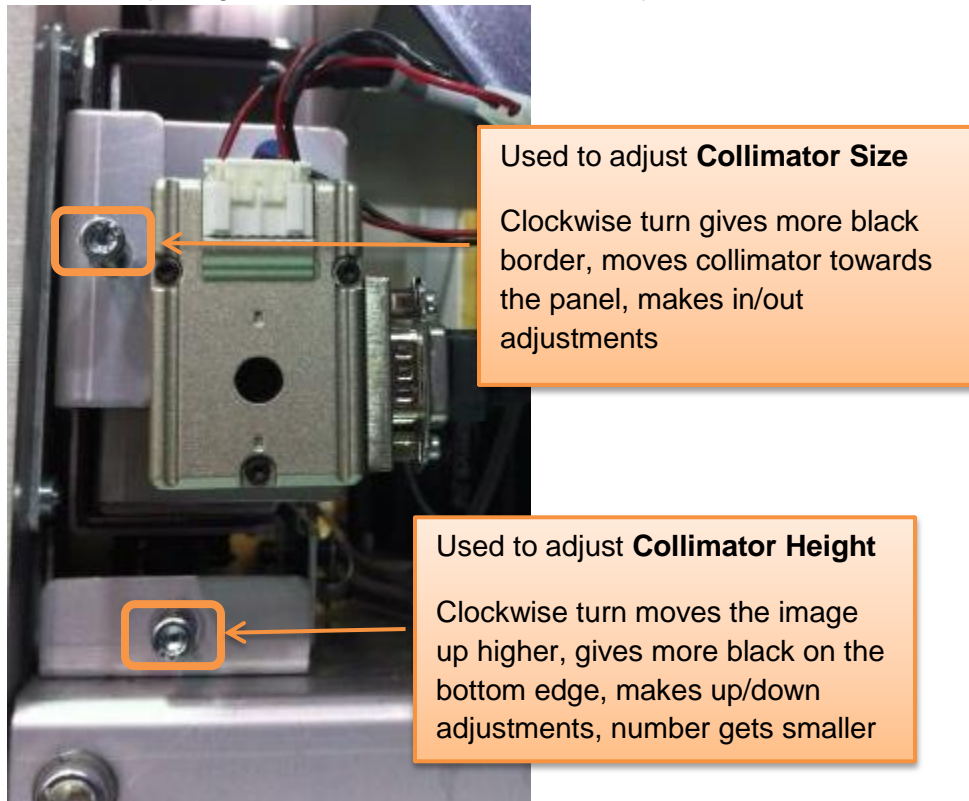 Used to adjust Collimator Size
Clockwise turn gives more black
border, moves collimator towards
the panel, makes in/out
adjustments
Used to adjust Collimator Height
Clockwise turn moves the image
up higher, gives more black on the
bottom edge, makes up/down
adjustments, number gets smaller